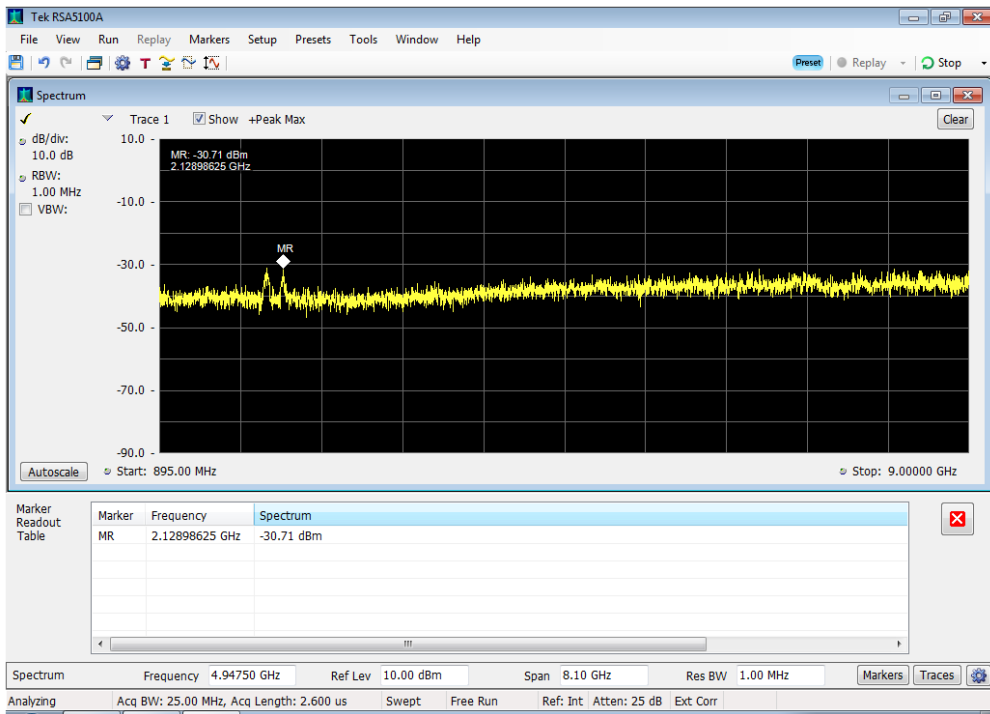 Tek RSA5100A
File View Run Replay Markers Setup Presets Tools Window Help
T Preset Replay Stop
Spectrum
Trace 1 Show +Peak Max Clear
dB/div:
10.0 dB
RBW:
1.00 MHz
VBW:
10.0
-10.0
-30.0
-50.0
-70.0
-90.0
MR: -30.71 dBm
2.12898625 GHz
MR
Autoscale Start: 895.00 MHz Stop: 9.00000 GHz
Marker
Readout
Table
Marker Frequency Spectrum
MR 2.12898625 GHz -30.71 dBm
Spectrum Frequency 4.94750 GHz Ref Lev 10.00 dBm Span 8.10 GHz Res BW 1.00 MHz Markers Traces
Analyzing Acq BW: 25.00 MHz, Acq Length: 2.600 us Swept Free Run Ref: Int Atten: 25 dB Ext Corr